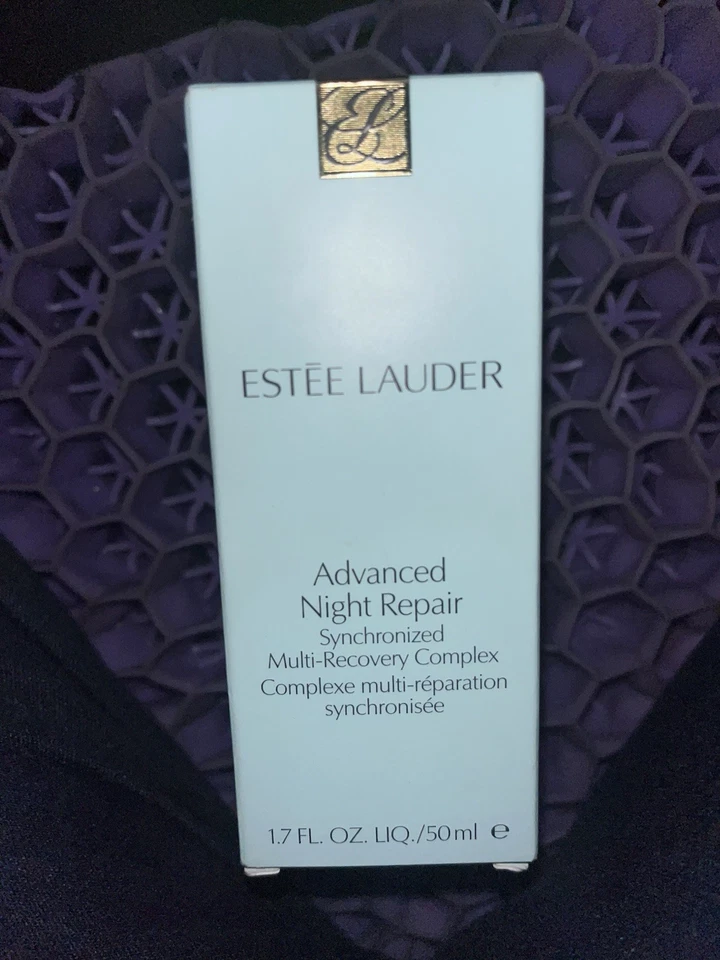 EL
ESTĒE LAUDER
Advanced
Night Repair
Synchronized
Multi-Recovery Complex
Complexe multi-réparation
synchronisée
1.7 FL. OZ. LIQ./50 ml e